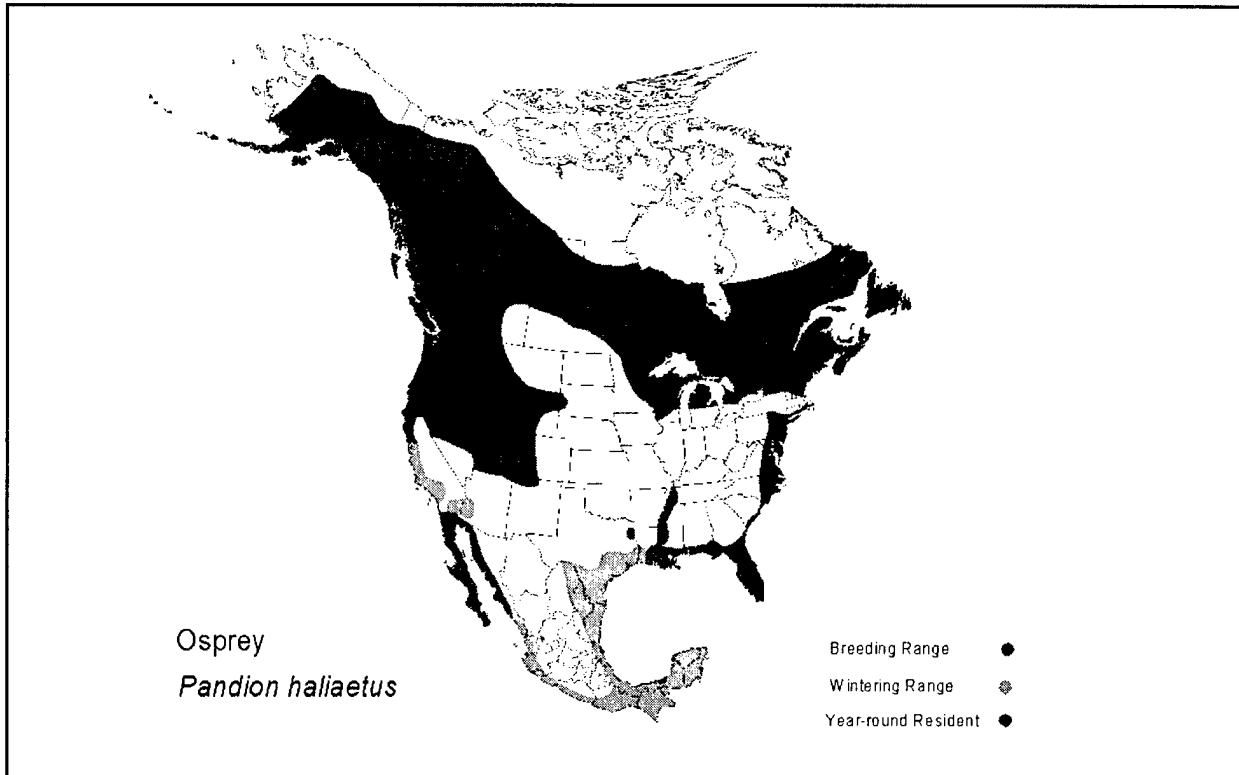 Osprey
Pandion haliaetus
Breeding Range
Wintering Range
Year-round Resident